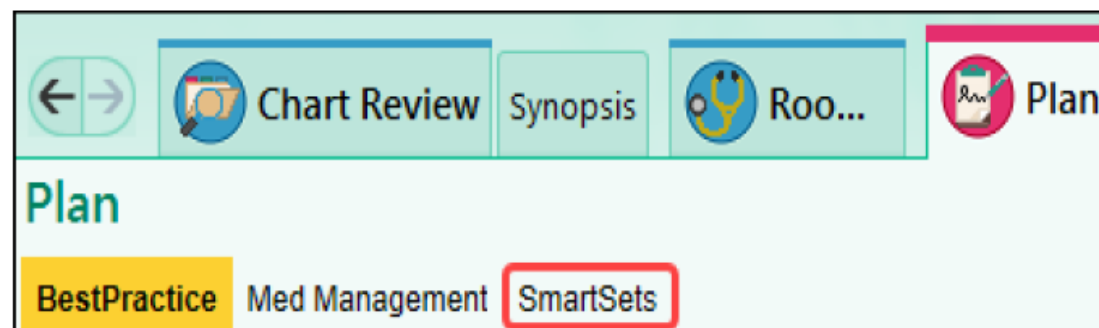 Chart Review Synopsis Roo... Plan
Plan
BestPractice Med Management SmartSets